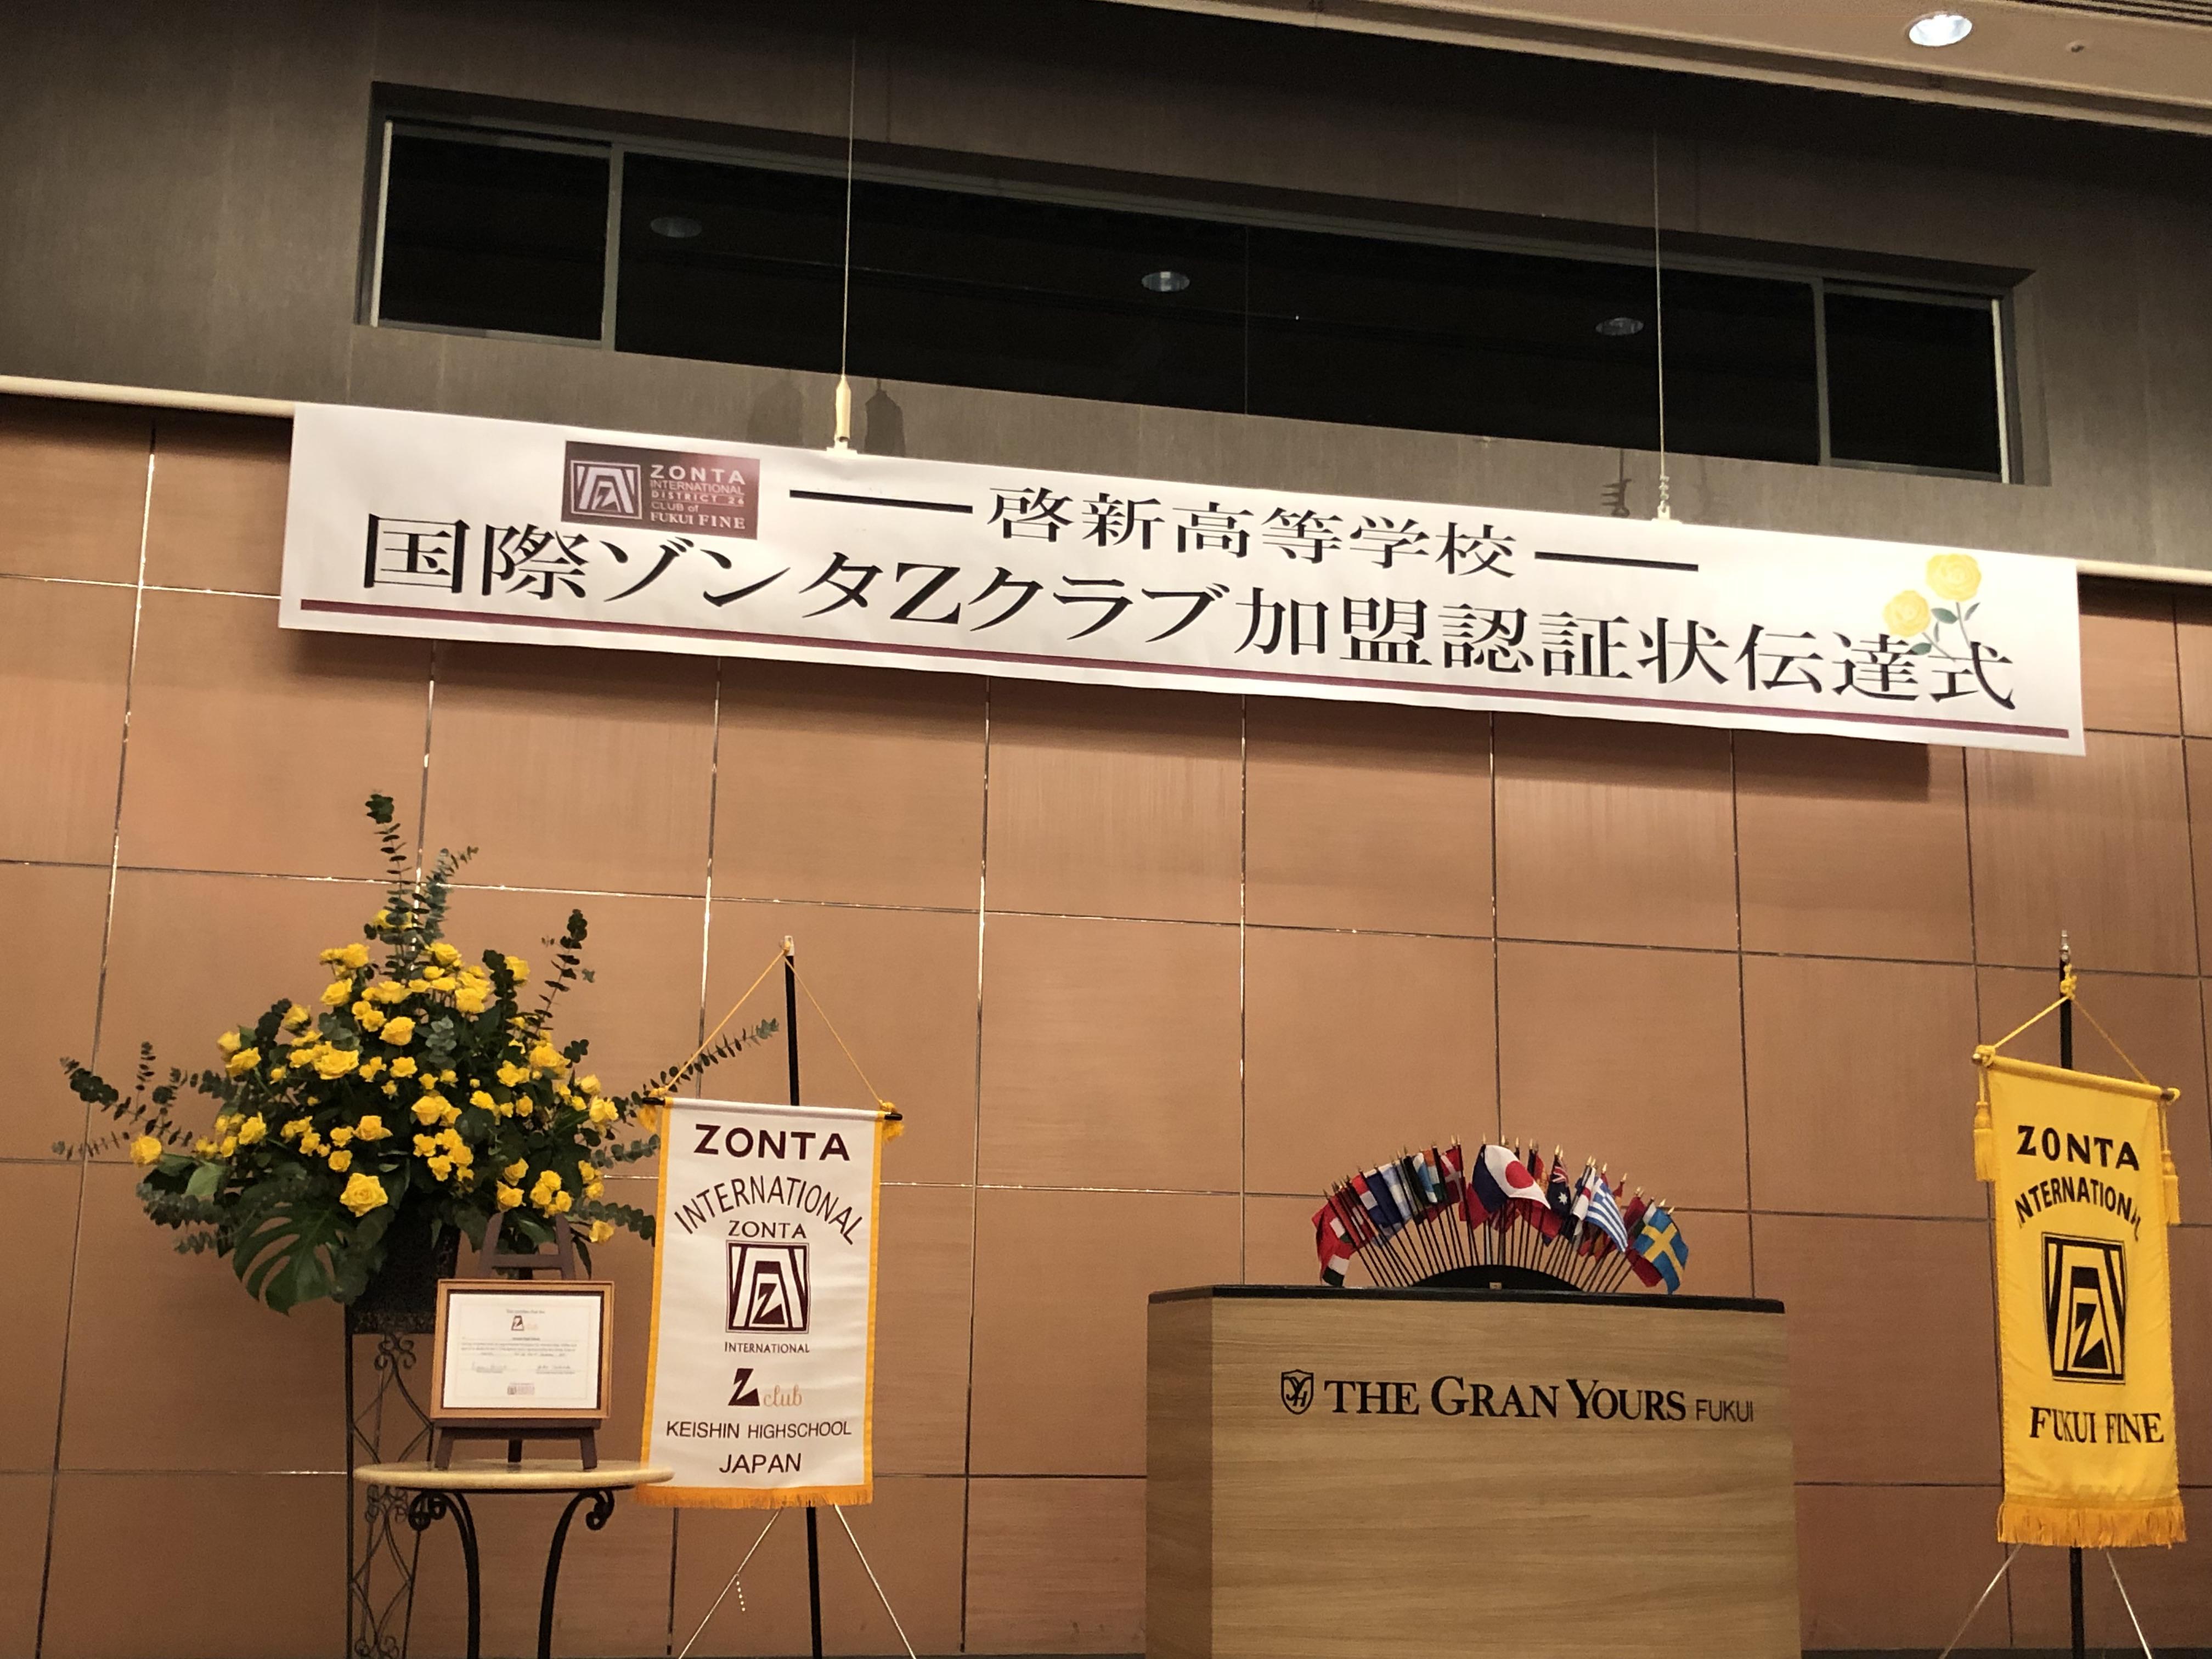 ZONTA
INTERNATIONAL
DISTRICT 26
CLUB of
FUKUI FINE
啓新高等学校
国際ゾンタZクラブ加盟認証状伝達式
ZONTA
INTERNATIONAL
ZONTA
INTERNATIONAL
Z club
KEISHIN HIGHSCHOOL
JAPAN
THE GRAN YOURS FUKUI
ZONTA
INTERNATIONAL
FUKUI FINE